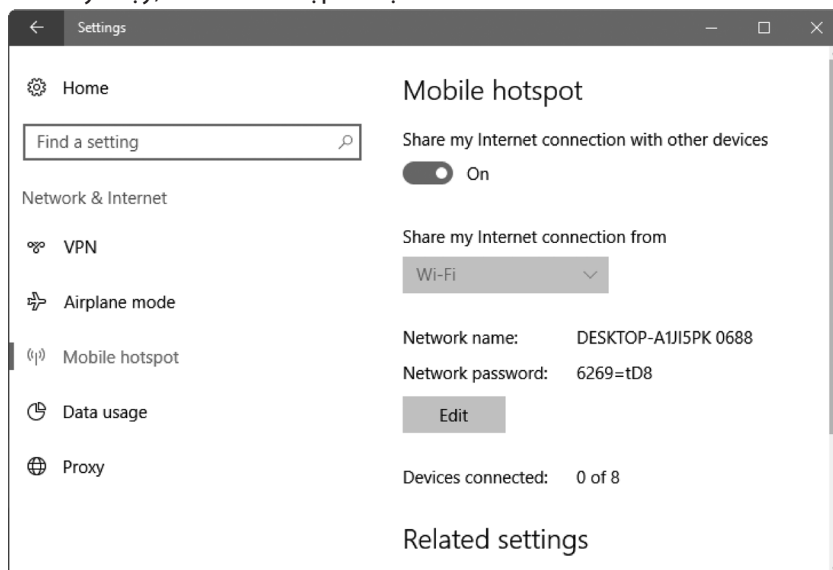 Settings
Home
Find a setting
Network & Internet
VPN
Airplane mode
Mobile hotspot
Data usage
Proxy
Mobile hotspot
Share my Internet connection with other devices
On
Share my Internet connection from
Wi-Fi
Network name: DESKTOP-A1JI5PK 0688
Network password: 6269=tD8
Edit
Devices connected: 0 of 8
Related settings